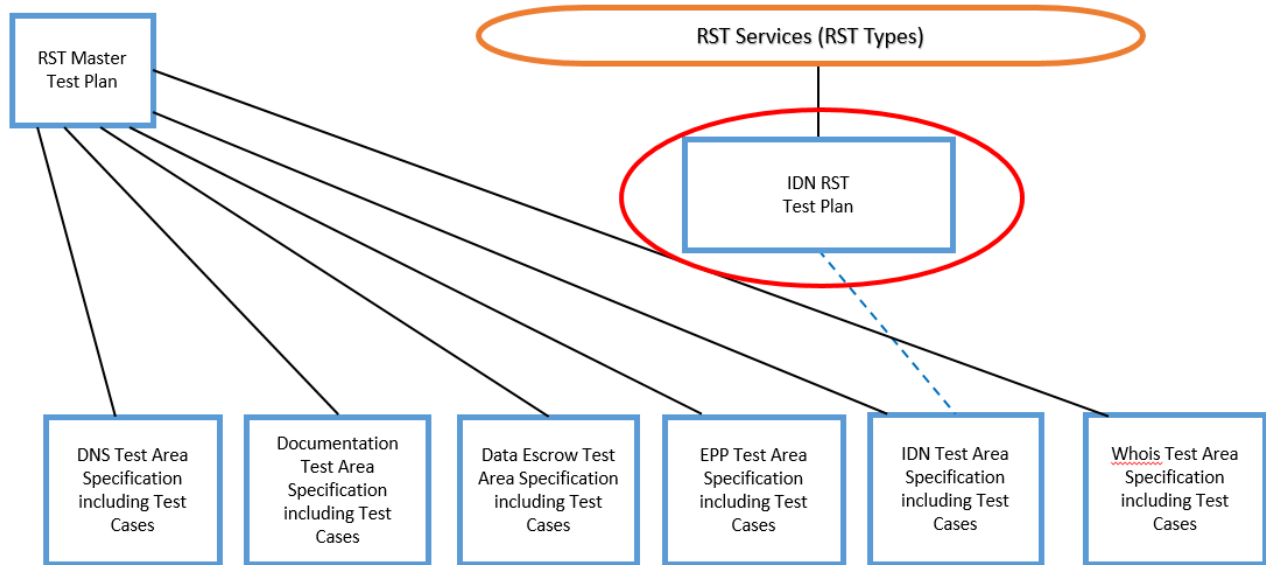 RST Master
Test Plan
RST Services (RST Types)
IDN RST
Test Plan
DNS Test Area
Specification
including Test
Cases
Documentation
Test Area
Specification
including Test
Cases
Data Escrow Test
Area Specification
including Test
Cases
EPP Test Area
Specification
including Test
Cases
IDN Test Area
Specification
including Test
Cases
Whois Test Area
Specification
including Test
Cases